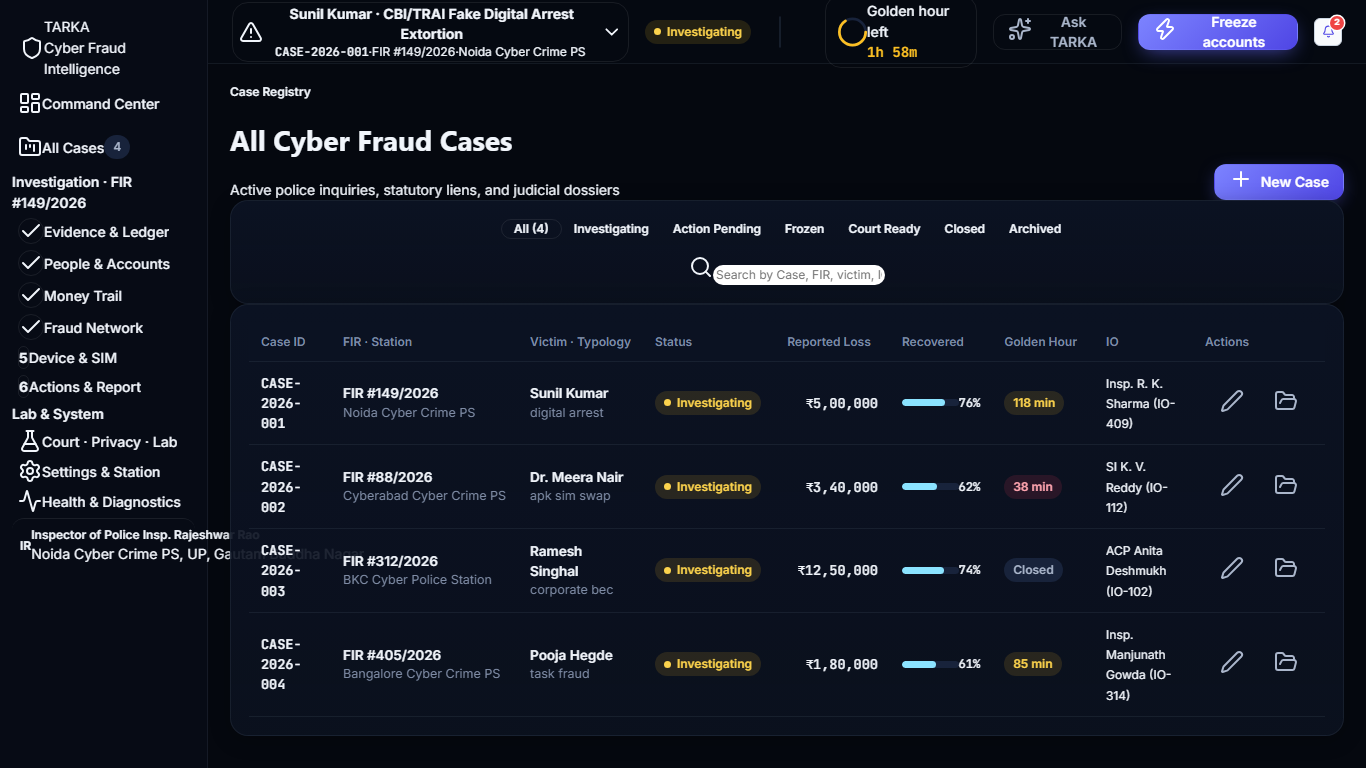 TARKA
Cyber Fraud
Intelligence
Command Center
All Cases 4
Investigation · FIR
#149/2026
Evidence & Ledger
People & Accounts
Money Trail
Fraud Network
5 Device & SIM
6 Actions & Report
Lab & System
Court · Privacy · Lab
Settings & Station
Health & Diagnostics
IR
Inspector of Police Insp. Rajeshwar Rao
Noida Cyber Crime PS, UP, Gautam Buddha Nagar
Sunil Kumar · CBI/TRAI Fake Digital Arrest
Extortion
CASE-2026-001·FIR #149/2026·Noida Cyber Crime PS
Investigating
Golden hour
left
1h 58m
Ask
TARKA
Freeze
accounts
2
Case Registry
All Cyber Fraud Cases
Active police inquiries, statutory liens, and judicial dossiers
New Case
All (4) Investigating Action Pending Frozen Court Ready Closed Archived
Search by Case, FIR, victim,
Case ID FIR · Station Victim · Typology Status Reported Loss Recovered Golden Hour IO Actions
CASE-
2026-
001
FIR #149/2026
Noida Cyber Crime PS
Sunil Kumar
digital arrest
Investigating
₹5,00,000
76%
118 min
Insp. R. K.
Sharma (IO-
409)
CASE-
2026-
002
FIR #88/2026
Cyberabad Cyber Crime PS
Dr. Meera Nair
apk sim swap
Investigating
₹3,40,000
62%
38 min
SI K. V.
Reddy (IO-
112)
CASE-
2026-
003
FIR #312/2026
BKC Cyber Police Station
Ramesh
Singhal
corporate bec
Investigating
₹12,50,000
74%
Closed
ACP Anita
Deshmukh
(IO-102)
CASE-
2026-
004
FIR #405/2026
Bangalore Cyber Crime PS
Pooja Hegde
task fraud
Investigating
₹1,80,000
61%
85 min
Insp.
Manjunath
Gowda (IO-
314)